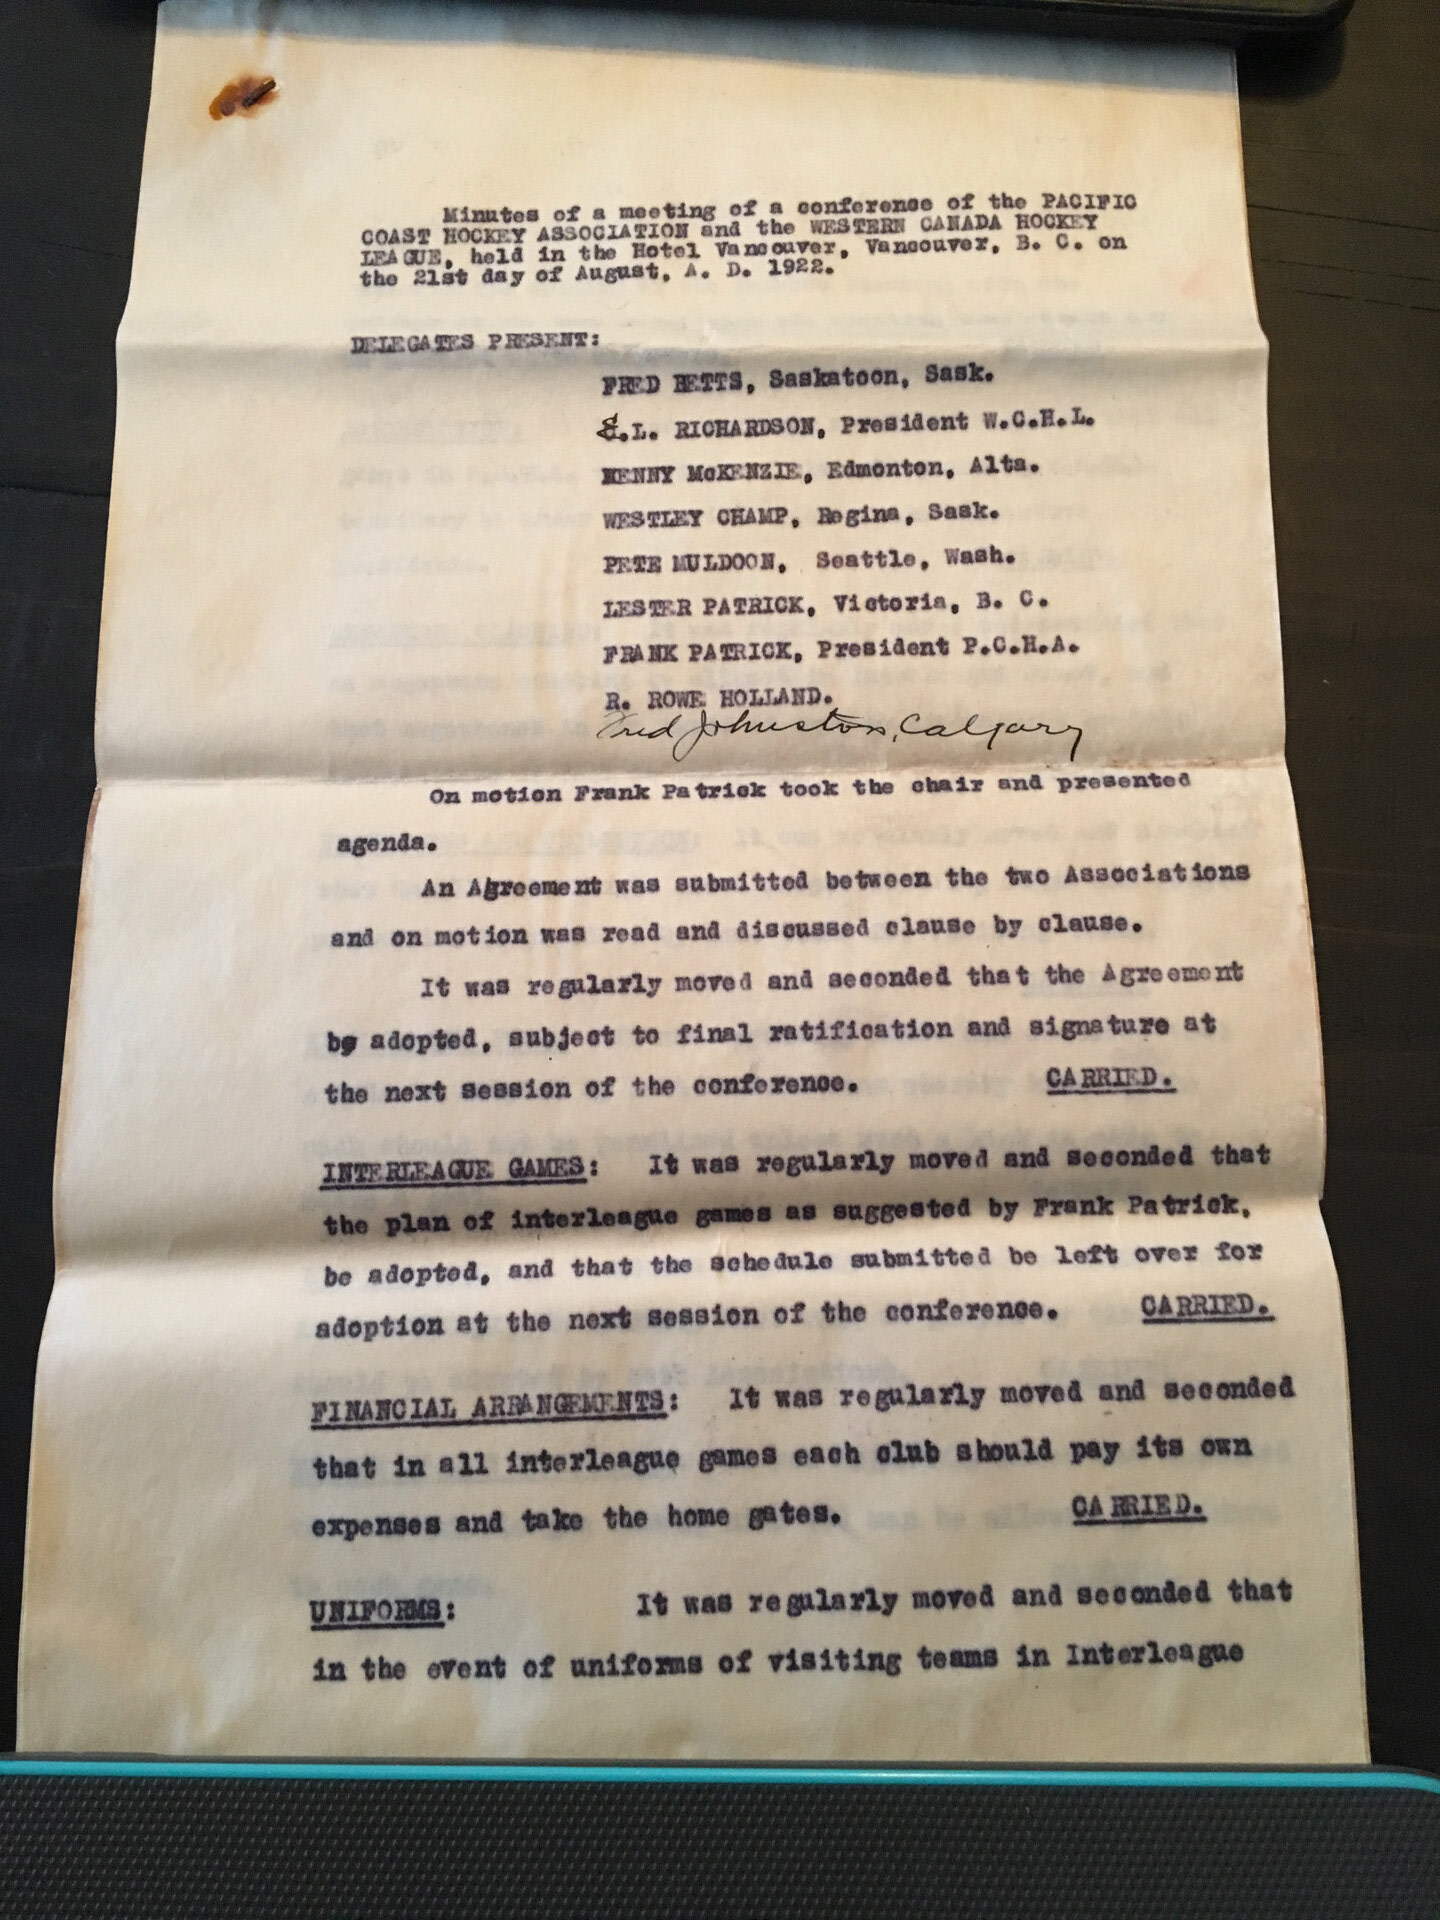 Minutes of a meeting of a conference of the PACIFIC
COAST HOCKEY ASSOCIATION and the WESTERN CANADA HOCKEY
LEAGUE, held in the Hotel Vancouver, Vancouver, B. C. on
the 21st day of August, A. D. 1922.
DELEGATES PRESENT:
FRED BETTS, Saskatoon, Sask.
E.L. RICHARDSON, President W.C.H.L.
KENNY McKENZIE, Edmonton, Alta.
WESTLEY CHAMP, Regina, Sask.
PETE MULDOON, Seattle, Wash.
LESTER PATRICK, Victoria, B. C.
FRANK PATRICK, President P.C.H.A.
R. ROWE HOLLAND.
Fred Johnston, Calgary
On motion Frank Patrick took the chair and presented
agenda.
An Agreement was submitted between the two Associations
and on motion was read and discussed clause by clause.
It was regularly moved and seconded that the Agreement
be adopted, subject to final ratification and signature at
the next session of the conference. CARRIED.
INTERLEAGUE GAMES: It was regularly moved and seconded that
the plan of interleague games as suggested by Frank Patrick,
be adopted, and that the schedule submitted be left over for
adoption at the next session of the conference. CARRIED.
FINANCIAL ARRANGEMENTS: It was regularly moved and seconded
that in all interleague games each club should pay its own
expenses and take the home gates. CARRIED.
UNIFORMS: It was regularly moved and seconded that
in the event of uniforms of visiting teams in Interleague